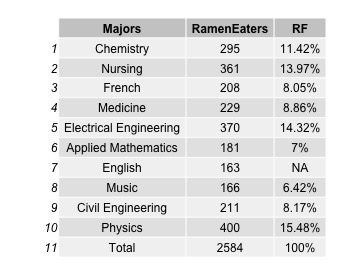 Majors RamenEaters RF
1 Chemistry 295 11.42%
2 Nursing 361 13.97%
3 French 208 8.05%
4 Medicine 229 8.86%
5 Electrical Engineering 370 14.32%
6 Applied Mathematics 181 7%
7 English 163 NA
8 Music 166 6.42%
9 Civil Engineering 211 8.17%
10 Physics 400 15.48%
11 Total 2584 100%